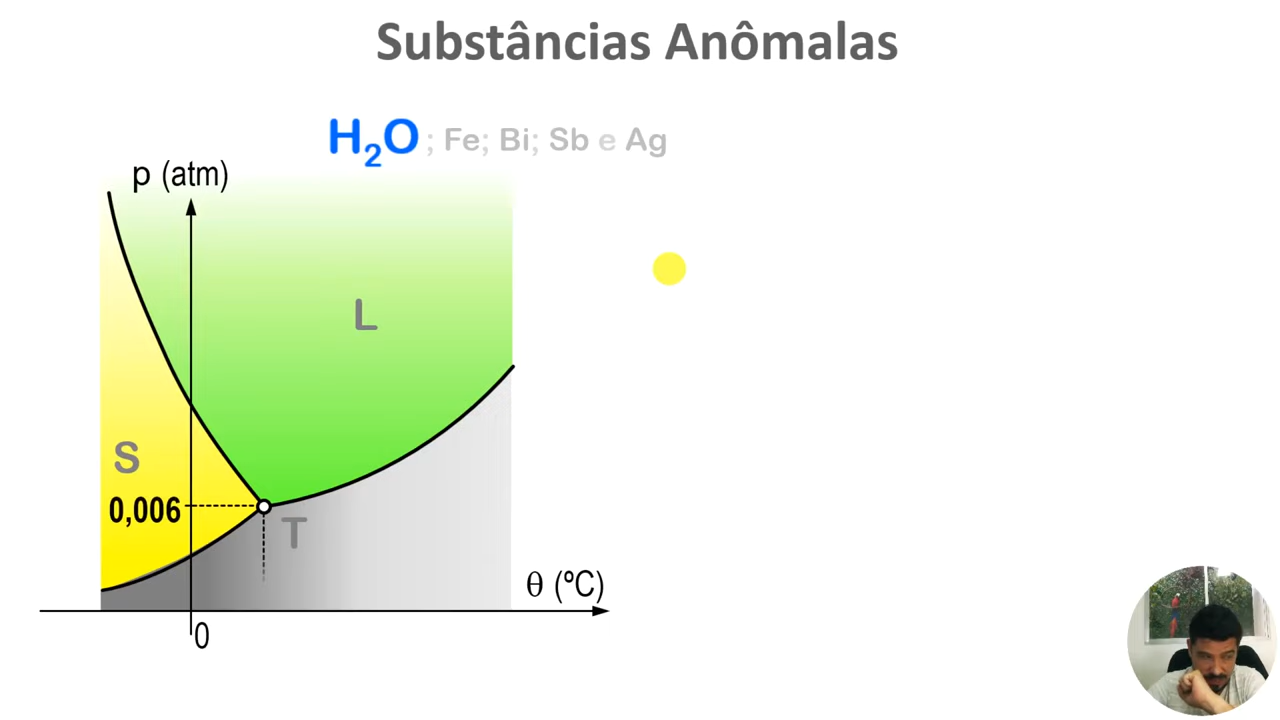 Substâncias Anômalas
H₂O ; Fe; Bi; Sb e Ag
p (atm)
L
S
0,006
T
θ (ºC)
0